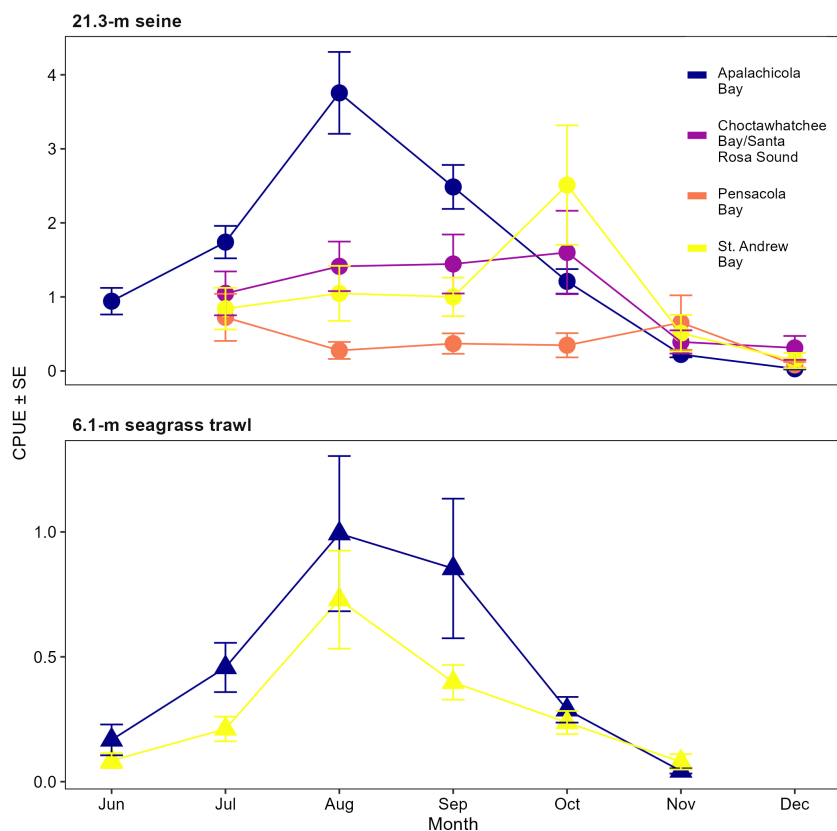 21.3-m seine
4
3
2
1
0
Apalachicola
Bay
Choctawhatchee
Bay/Santa
Rosa Sound
Pensacola
Bay
St. Andrew
Bay
CPUE ± SE
6.1-m seagrass trawl
1.0
0.5
0.0
Jun Jul Aug Sep Oct Nov Dec
Month